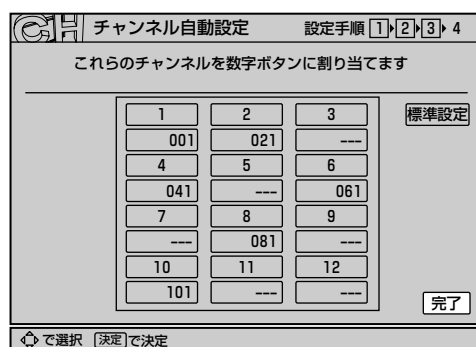 CH チャンネル自動設定 設定手順 1 2 3 4
これらのチャンネルを数字ボタンに割り当てます
1 2 3 標準設定
001 021 ---
4 5 6
041 --- 061
7 8 9
--- 081 ---
10 11 12
101 --- ---
完了
で選択 決定 で決定